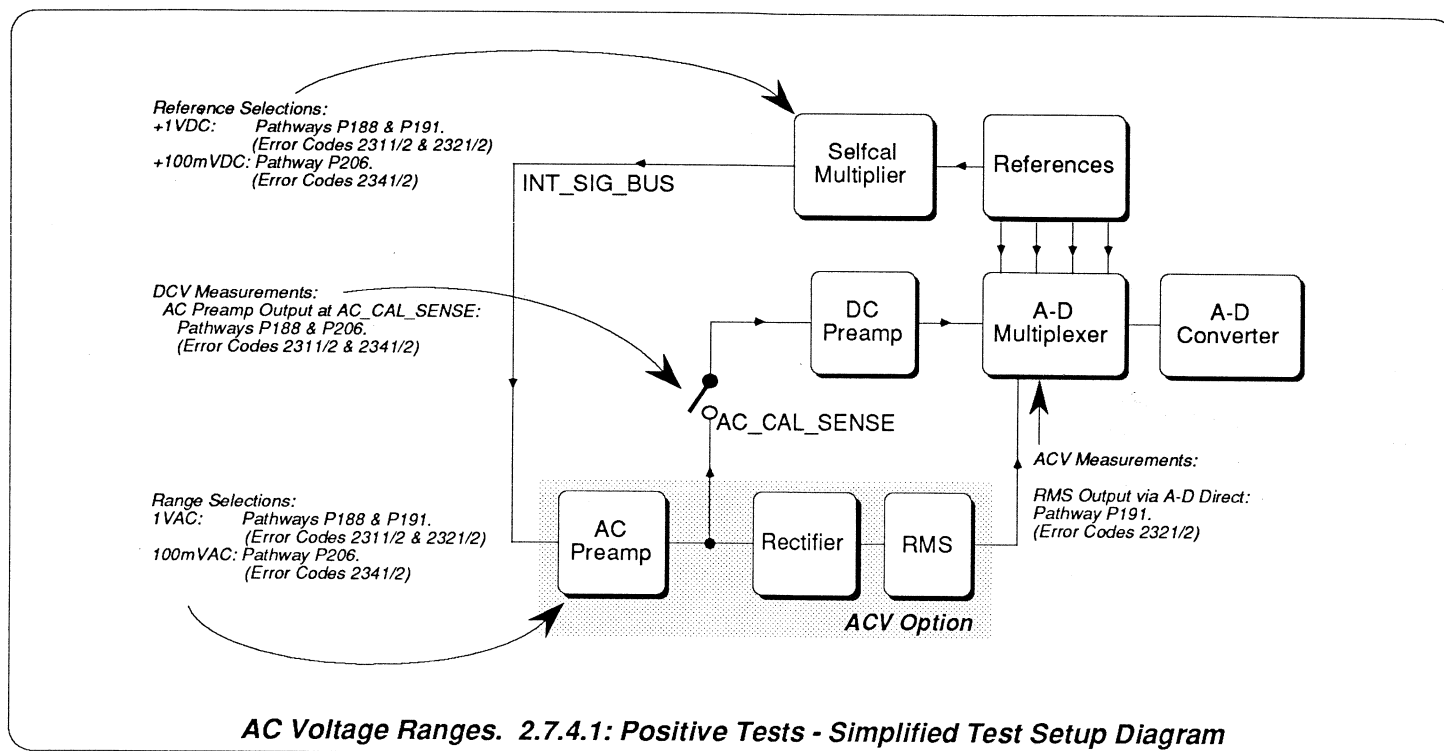 Reference Selections:
+1VDC: Pathways P188 & P191.
(Error Codes 2311/2 & 2321/2)
+100mVDC: Pathway P206.
(Error Codes 2341/2)
Selfcal
Multiplier
References
INT_SIG_BUS
DCV Measurements:
AC Preamp Output at AC_CAL_SENSE:
Pathways P188 & P206.
(Error Codes 2311/2 & 2341/2)
DC
Preamp
A-D
Multiplexer
A-D
Converter
AC_CAL_SENSE
ACV Measurements:
RMS Output via A-D Direct:
Pathway P191.
(Error Codes 2321/2)
Range Selections:
1VAC: Pathways P188 & P191.
(Error Codes 2311/2 & 2321/2)
100mVAC: Pathway P206.
(Error Codes 2341/2)
AC
Preamp
Rectifier
RMS
ACV Option
AC Voltage Ranges. 2.7.4.1: Positive Tests - Simplified Test Setup Diagram